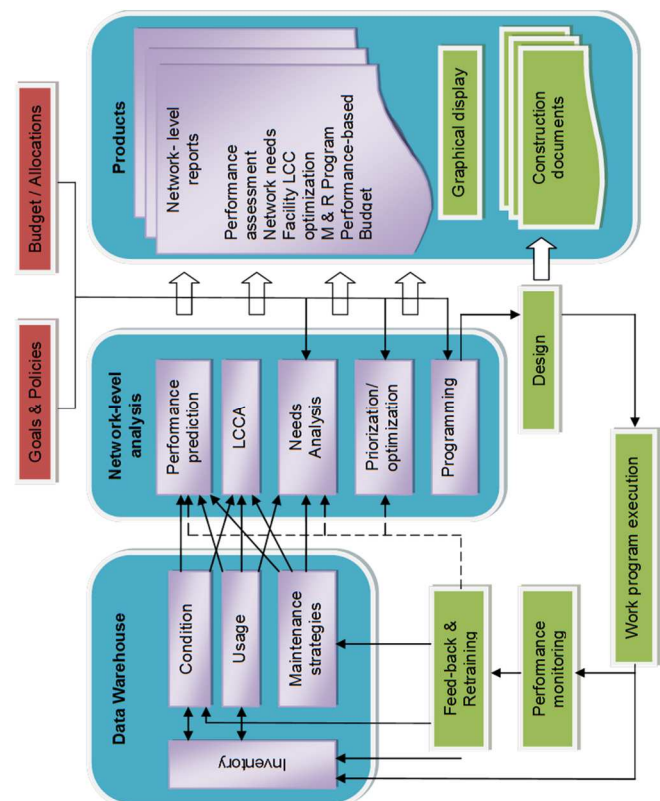 Goals & Policies
Budget / Allocations
Data Warehouse
Inventory
Condition
Usage
Maintenance
strategies
Network-level
analysis
Performance
prediction
LCCA
Needs
Analysis
Priorization/
optimization
Programming
Products
Network- level
reports
Performance
assessment
Network needs
Facility LCC
optimization
M & R Program
Performance-based
Budget
Graphical display
Construction
documents
Feed-back &
Retraining
Performance
monitoring
Design
Work program execution